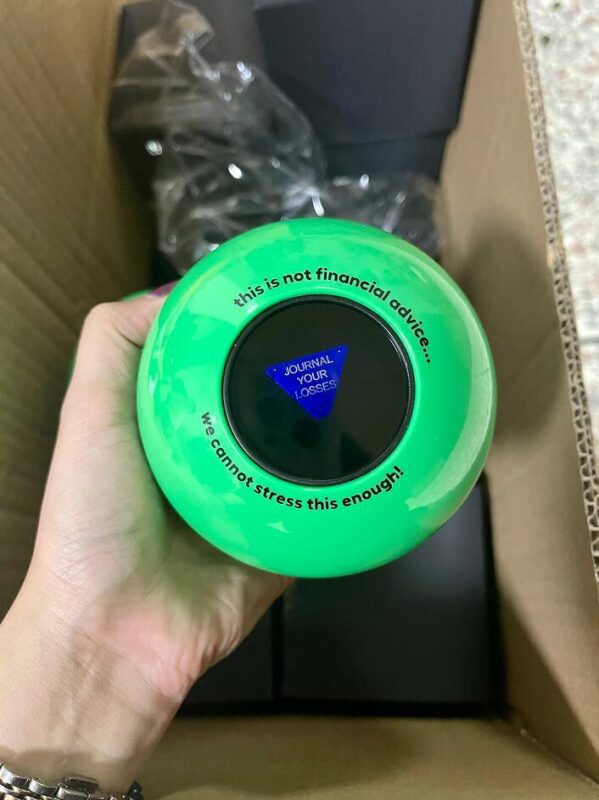 this is not financial advice...
JOURNAL
YOUR
LOSSES
we cannot stress this enough!